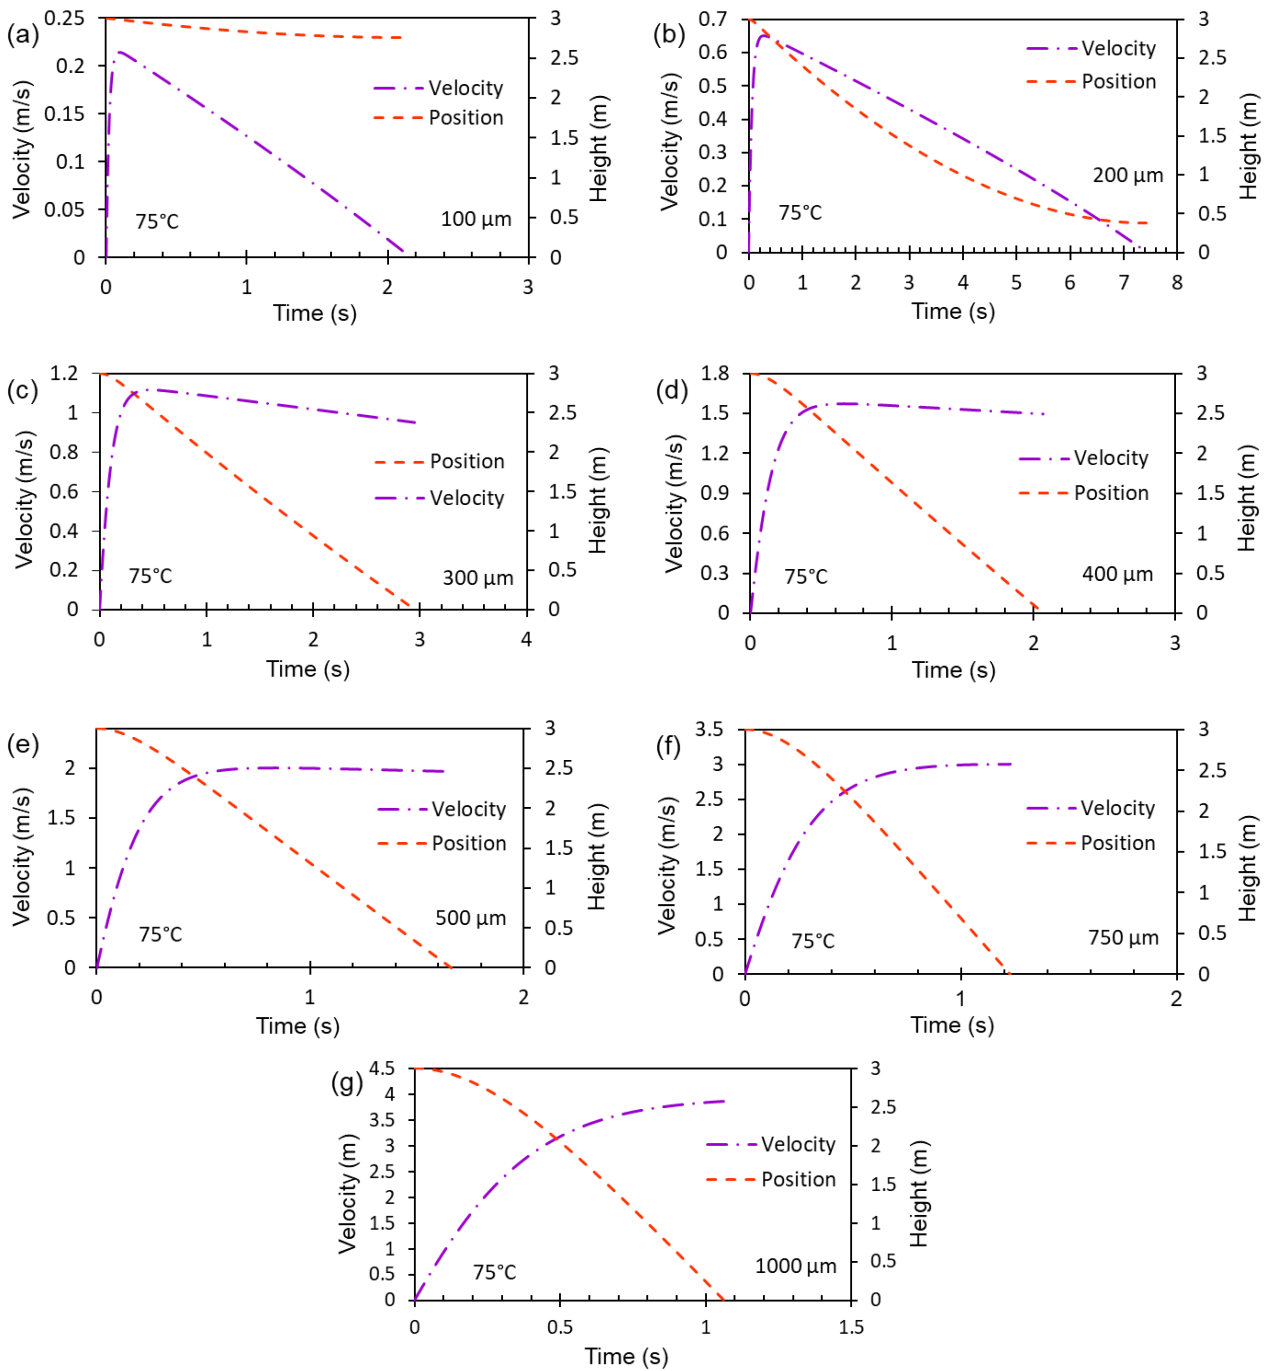 (a)
0.25
0.2
0.15
0.1
0.05
0
Velocity (m/s)
3
2.5
2
1.5
1
0.5
0
Height (m)
Velocity
Position
75°C
100 µm
0 1 2 3
Time (s)
(b)
0.7
0.6
0.5
0.4
0.3
0.2
0.1
0
Velocity (m/s)
3
2.5
2
1.5
1
0.5
0
Height (m)
Velocity
Position
75°C
200 µm
0 1 2 3 4 5 6 7 8
Time (s)
(c)
1.2
1
0.8
0.6
0.4
0.2
0
Velocity (m/s)
3
2.5
2
1.5
1
0.5
0
Height (m)
Position
Velocity
75°C
300 µm
0 1 2 3 4
Time (s)
(d)
1.8
1.5
1.2
0.9
0.6
0.3
0
Velocity (m/s)
3
2.5
2
1.5
1
0.5
0
Height (m)
Velocity
Position
75°C
400 µm
0 1 2 3
Time (s)
(e)
2
1.5
1
0.5
0
Velocity (m/s)
3
2.5
2
1.5
1
0.5
0
Height (m)
Velocity
Position
75°C
500 µm
0 1 2
Time (s)
(f)
3.5
3
2.5
2
1.5
1
0.5
0
Velocity (m/s)
3
2.5
2
1.5
1
0.5
0
Height (m)
Velocity
Position
75°C
750 µm
0 1 2
Time (s)
(g)
4.5
4
3.5
3
2.5
2
1.5
1
0.5
0
Velocity (m)
3
2.5
2
1.5
1
0.5
0
Height (m)
Velocity
Position
75°C
1000 µm
0 0.5 1 1.5
Time (s)